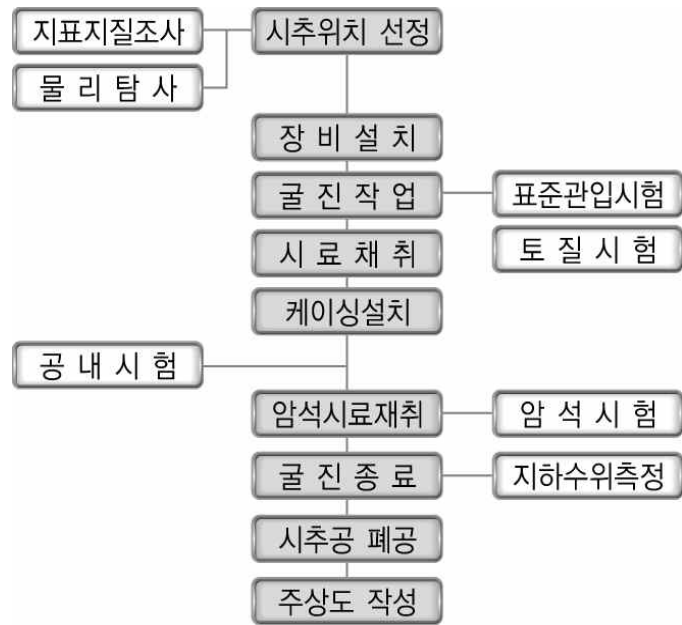 지표지질조사
시추위치 선정
물 리 탐 사
장 비 설 치
굴 진 작 업
표준관입시험
시 료 채 취
토 질 시 험
케이싱설치
공 내 시 험
암석시료재취
암 석 시 험
굴 진 종 료
지하수위측정
시추공 폐공
주상도 작성